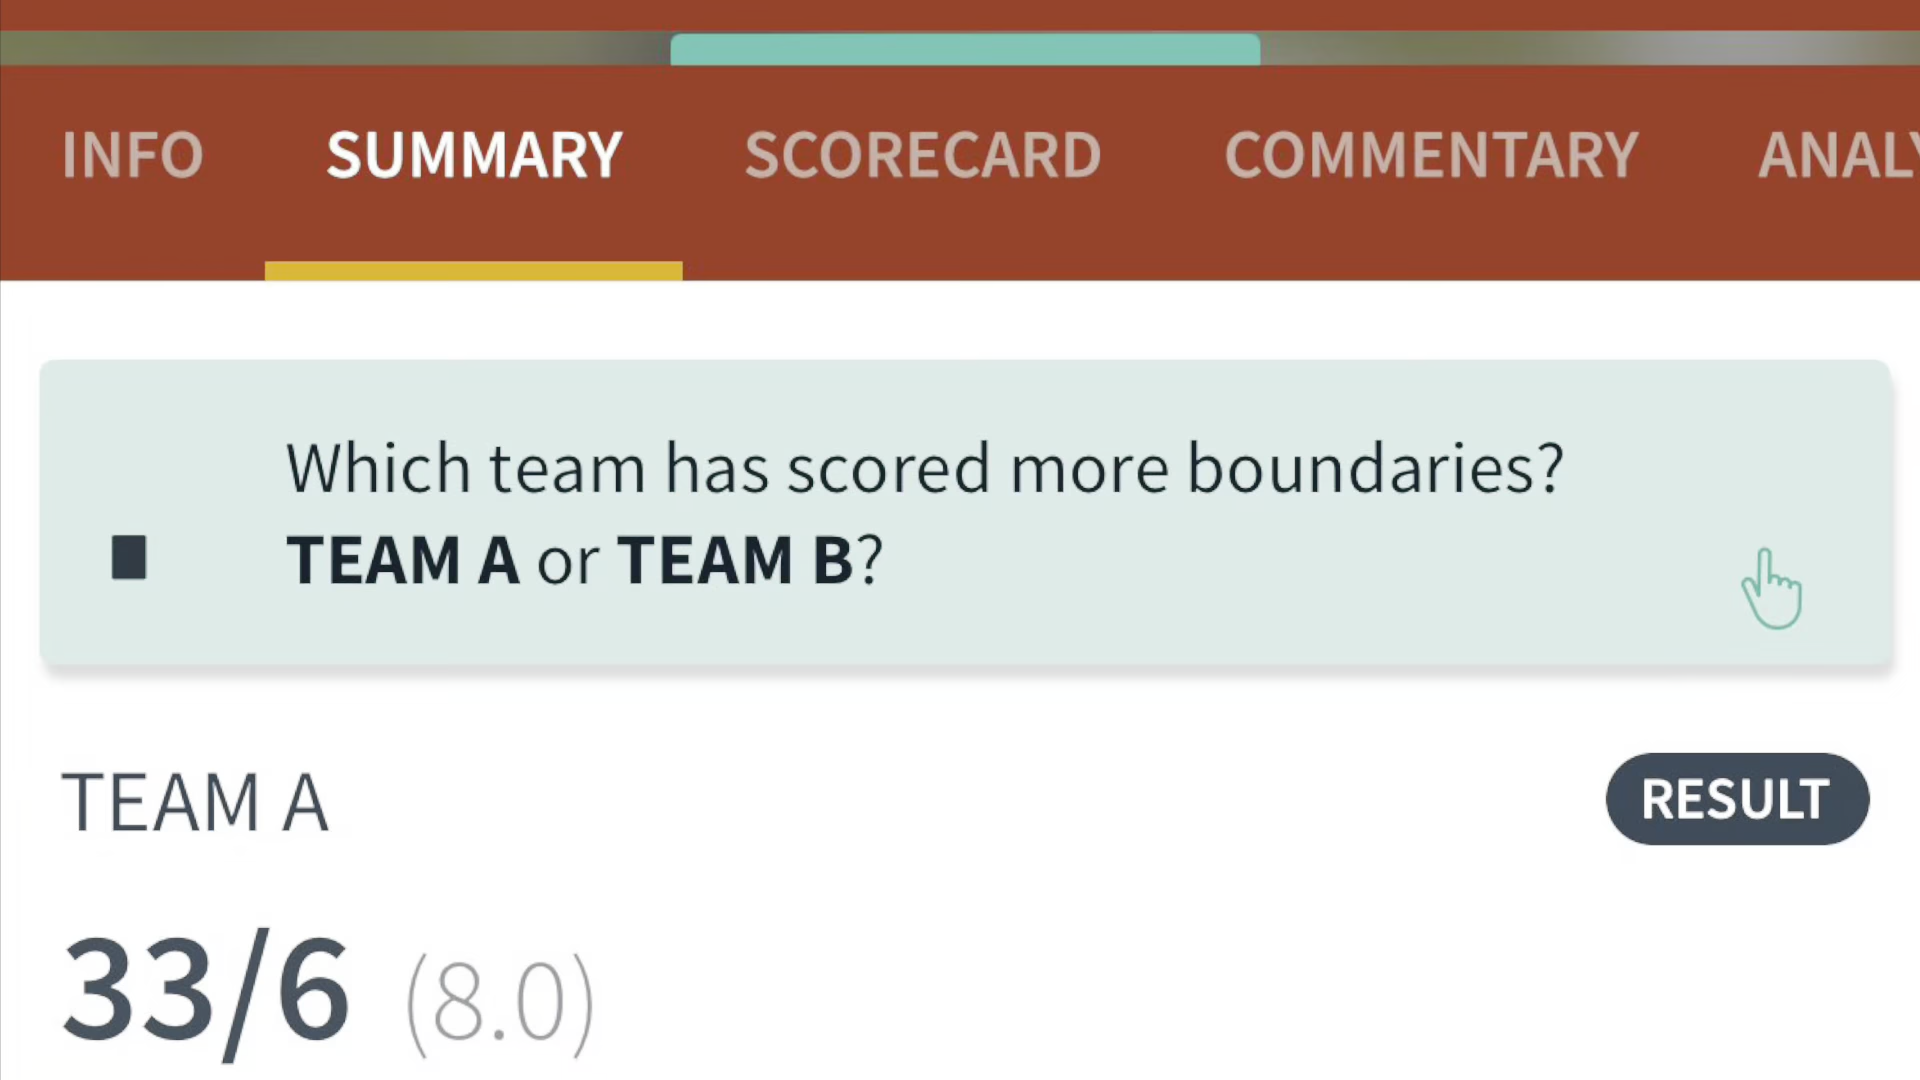 INFO SUMMARY SCORECARD COMMENTARY ANALY
Which team has scored more boundaries?
TEAM A or TEAM B?
TEAM A RESULT
33/6 (8.0)